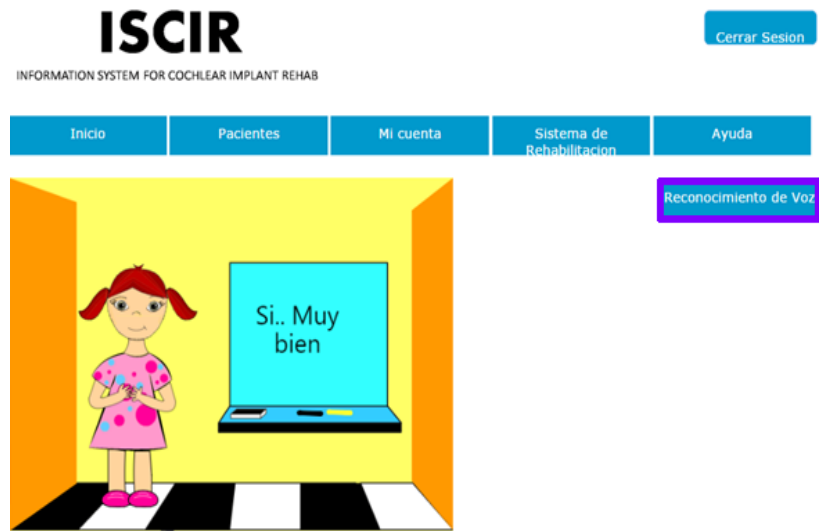 ISCIR
INFORMATION SYSTEM FOR COCHLEAR IMPLANT REHAB
Cerrar Sesion
Inicio
Pacientes
Mi cuenta
Sistema de
Rehabilitacion
Ayuda
Reconocimiento de Voz
Si.. Muy
bien